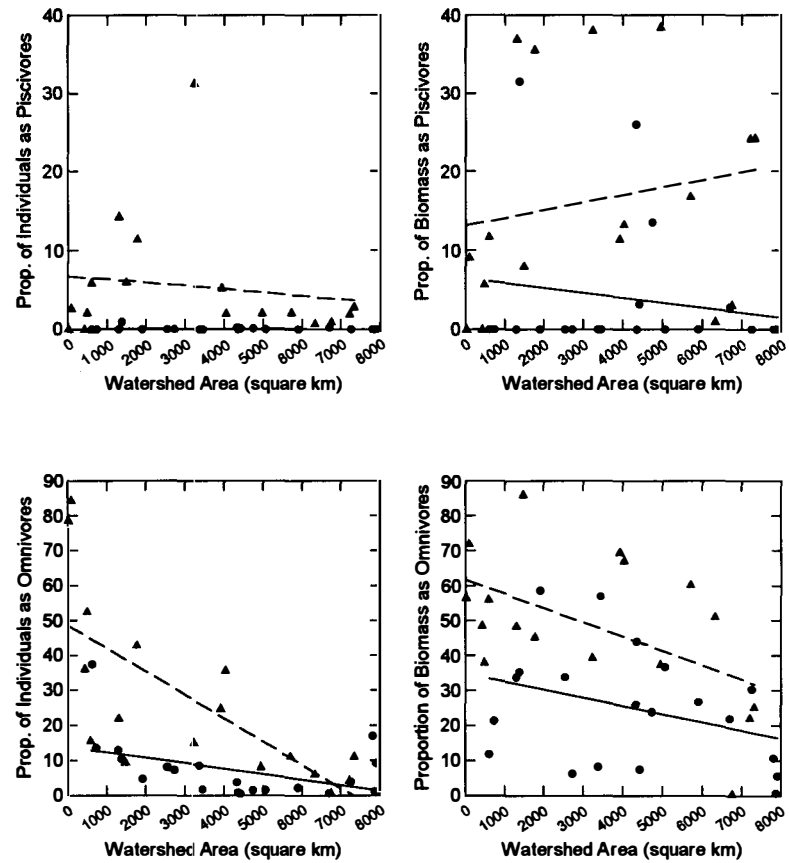 Prop. of Individuals as Piscivores
40
30
20
10
0
0 1000 2000 3000 4000 5000 6000 7000 8000
Watershed Area (square km)
Prop. of Biomass as Piscivores
40
30
20
10
0
0 1000 2000 3000 4000 5000 6000 7000 8000
Watershed Area (square km)
Prop. of Individuals as Omnivores
90
80
70
60
50
40
30
20
10
0
0 1000 2000 3000 4000 5000 6000 7000 8000
Watershed Area (square km)
Proportion of Biomass as Omnivores
90
80
70
60
50
40
30
20
10
0
0 1000 2000 3000 4000 5000 6000 7000 8000
Watershed Area (square km)